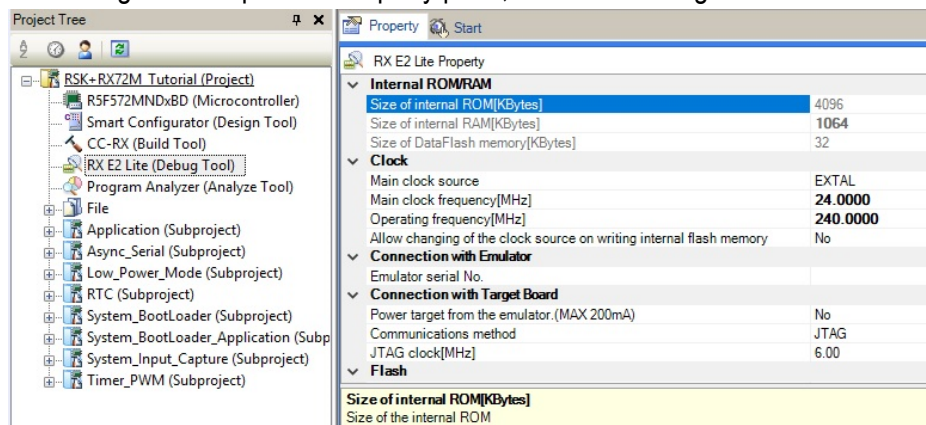 Project Tree
RSK+RX72M_Tutorial (Project)
R5F572MNDxBD (Microcontroller)
Smart Configurator (Design Tool)
CC-RX (Build Tool)
RX E2 Lite (Debug Tool)
Program Analyzer (Analyze Tool)
File
Application (Subproject)
Async_Serial (Subproject)
Low_Power_Mode (Subproject)
RTC (Subproject)
System_BootLoader (Subproject)
System_BootLoader_Application (Subp
System_Input_Capture (Subproject)
Timer_PWM (Subproject)
Property Start
RX E2 Lite Property
Internal ROM/RAM
Size of internal ROM[KBytes] 4096
Size of internal RAM[KBytes] 1064
Size of DataFlash memory[KBytes] 32
Clock
Main clock source EXTAL
Main clock frequency[MHz] 24.0000
Operating frequency[MHz] 240.0000
Allow changing of the clock source on writing internal flash memory No
Connection with Emulator
Emulator serial No.
Connection with Target Board
Power target from the emulator.(MAX 200mA) No
Communications method JTAG
JTAG clock[MHz] 6.00
Flash
Size of internal ROM[KBytes]
Size of the internal ROM